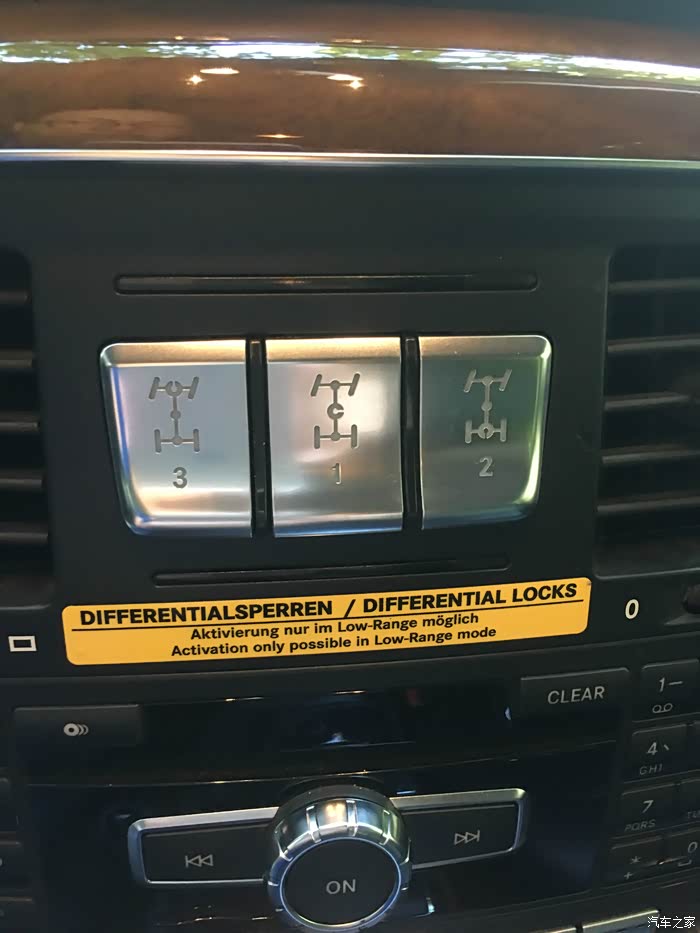 3
1
2
DIFFERENTIALSPERREN / DIFFERENTIAL LOCKS
Aktivierung nur im Low-Range möglich
Activation only possible in Low-Range mode
0
CLEAR
1
4
GHI
7
PQRS
*
+
0
ON
汽车之家